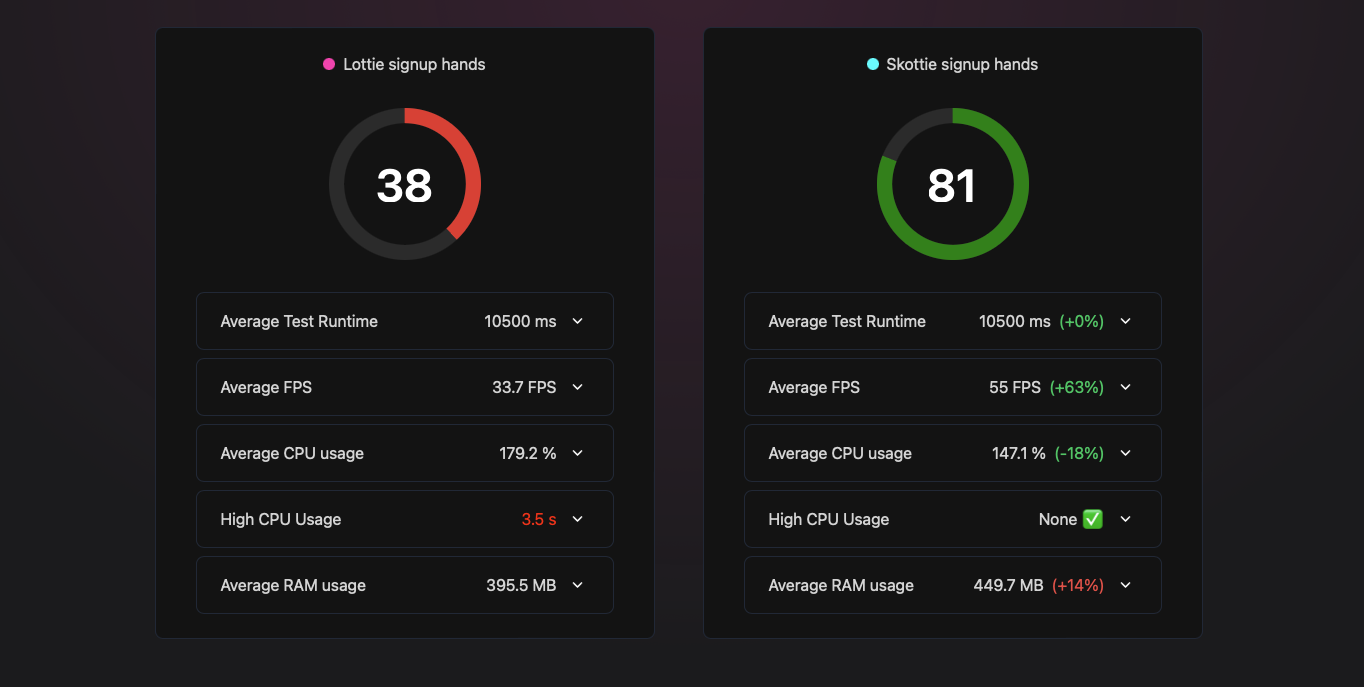 Lottie signup hands
38
Average Test Runtime 10500 ms
Average FPS 33.7 FPS
Average CPU usage 179.2 %
High CPU Usage 3.5 s
Average RAM usage 395.5 MB
Skottie signup hands
81
Average Test Runtime 10500 ms (+0%)
Average FPS 55 FPS (+63%)
Average CPU usage 147.1 % (-18%)
High CPU Usage None ✅
Average RAM usage 449.7 MB (+14%)